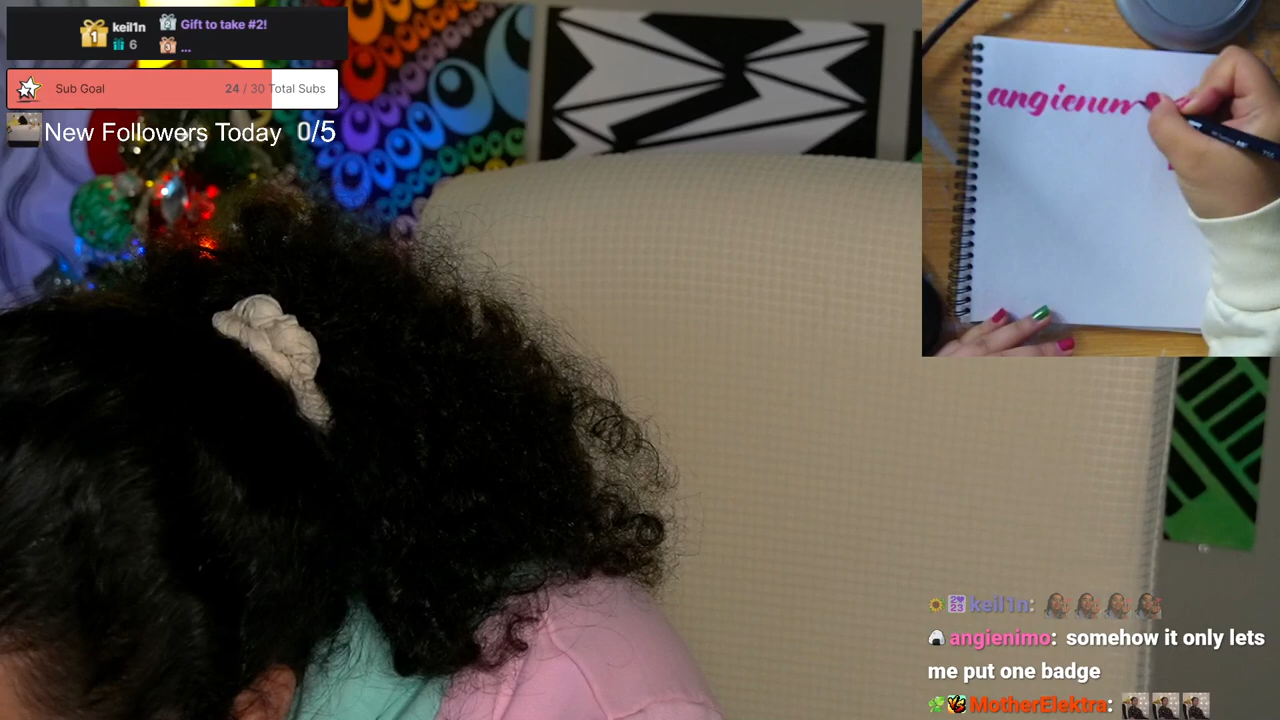 keil1n
6
Gift to take #2!
...
Sub Goal
24 / 30 Total Subs
New Followers Today 0/5
angienim
keil1n:
angienimo: somehow it only lets
me put one badge
MotherElektra: